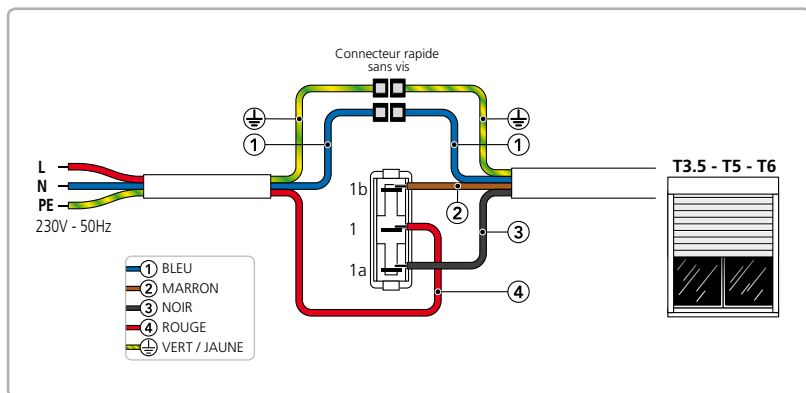 Connecteur rapide
sans vis
1
1
T3.5 - T5 - T6
L
N
PE
230V - 50Hz
1b
1
1a
2
3
4
1 BLEU
2 MARRON
3 NOIR
4 ROUGE
VERT / JAUNE